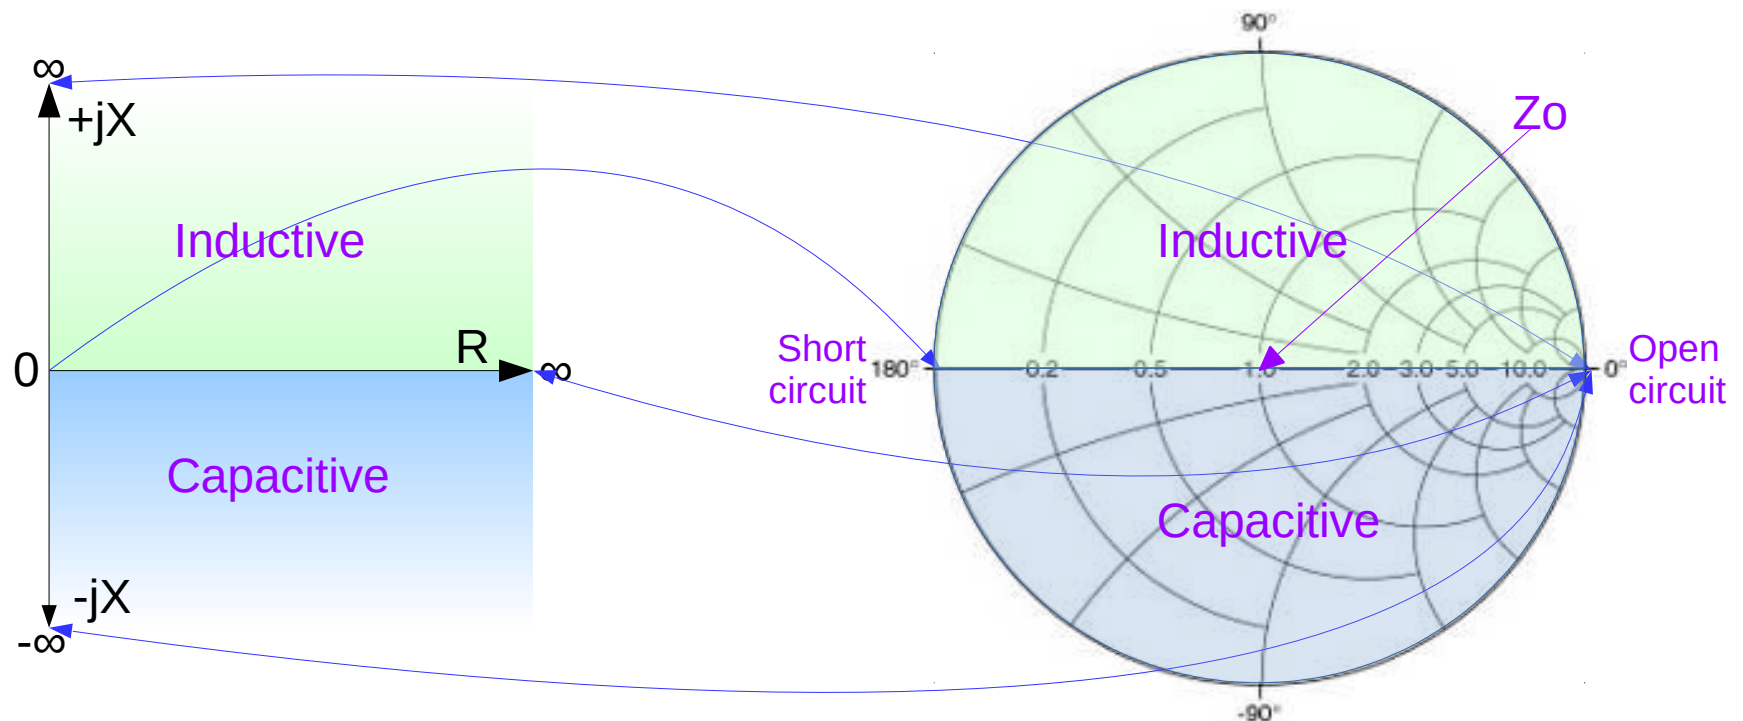 ∞
+jX
Inductive
R
0
∞
Capacitive
-jX
-∞
90°
Zo
Inductive
Short
circuit
180°
0.2
0.5
1.0
2.0
3.0
5.0
10.0
0°
Open
circuit
Capacitive
-90°